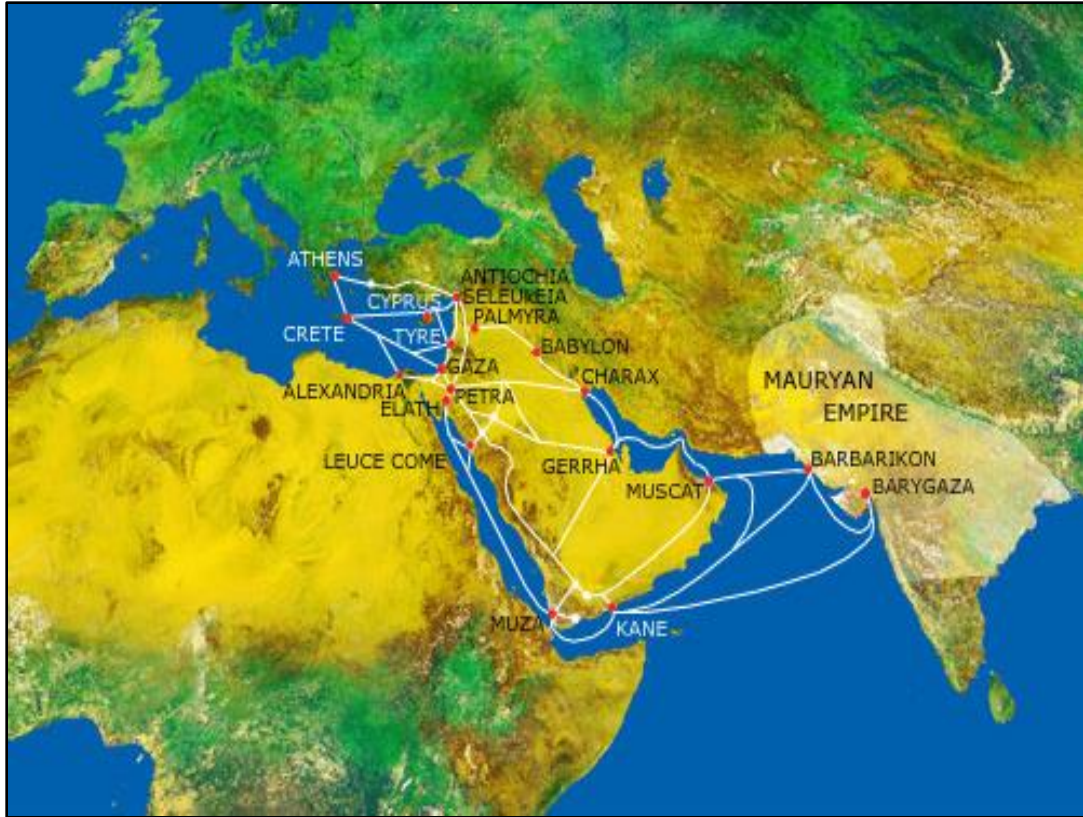 ATHENS
ANTIOCHIA
SELEUKEIA
CYPRUS
PALMYRA
CRETE
TYRE
BABYLON
GAZA
ALEXANDRIA
PETRA
CHARAX
ELATH
MAURYAN
EMPIRE
LEUCE COME
GERRHA
BARBARIKON
MUSCAT
BARYGAZA
MUZA
KANE